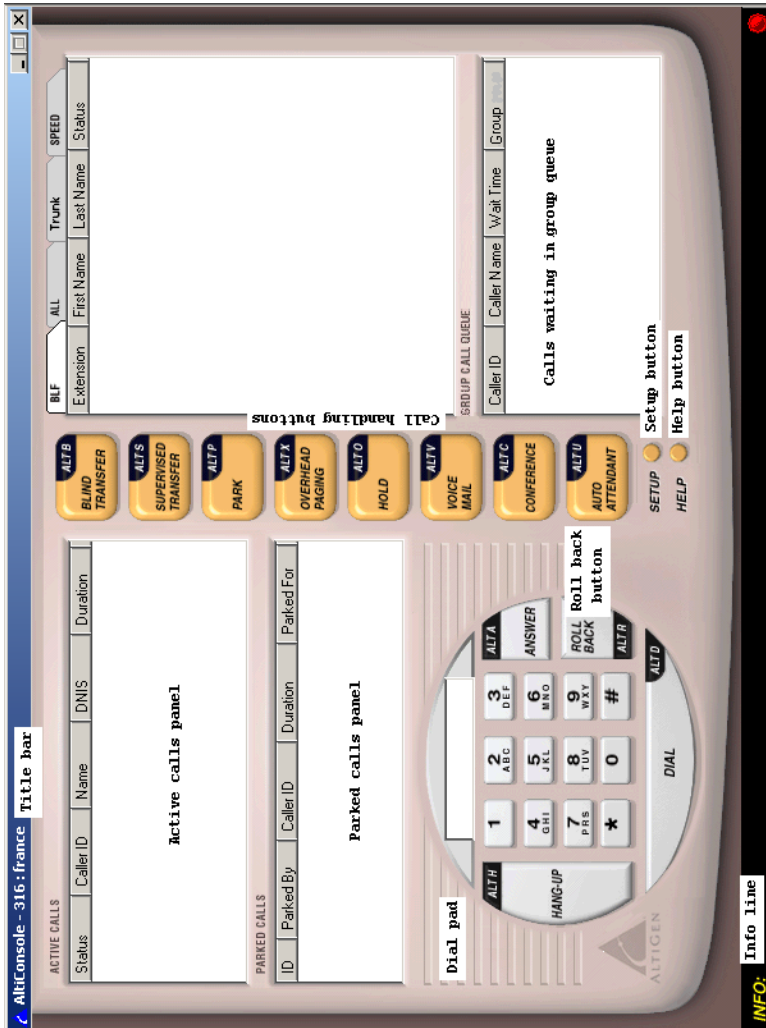 AltiConsole - 316 : france
Title bar
ACTIVE CALLS
Status Caller ID Name DNIS Duration
Active calls panel
PARKED CALLS
ID Parked By Caller ID Duration Parked For
Parked calls panel
Dial pad
ALT H
HANG-UP
1
2 ABC
3 DEF
4 GHI
5 JKL
6 MNO
7 PRS
8 TUV
9 WXY
*
0
#
ALT A
ANSWER
ROLL BACK
ALT R
Roll back
button
ALT D
DIAL
ALTIGEN
ALT B
BLIND
TRANSFER
ALT S
SUPERVISED
TRANSFER
ALT P
PARK
ALT X
OVERHEAD
PAGING
ALT O
HOLD
ALT V
VOICE
MAIL
ALT C
CONFERENCE
ALT U
AUTO
ATTENDANT
Call handling buttons
SETUP
Setup button
HELP
Help button
BLF ALL Trunk SPEED
Extension First Name Last Name Status
GROUP CALL QUEUE
Caller ID Caller Name Wait Time Group
Calls waiting in group queue
INFO:
Info line